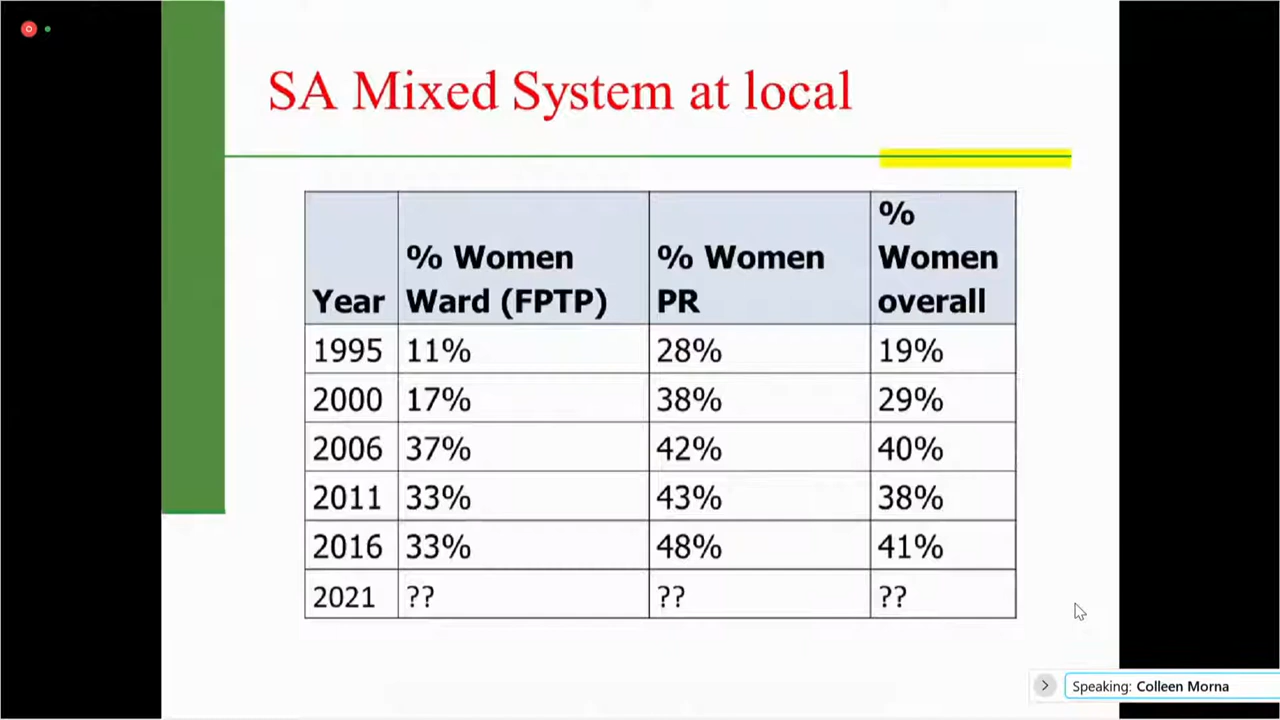 SA Mixed System at local
Year
% Women
Ward (FPTP)
% Women
PR
%
Women
overall
1995 11% 28% 19%
2000 17% 38% 29%
2006 37% 42% 40%
2011 33% 43% 38%
2016 33% 48% 41%
2021 ?? ?? ??
Speaking: Colleen Morna